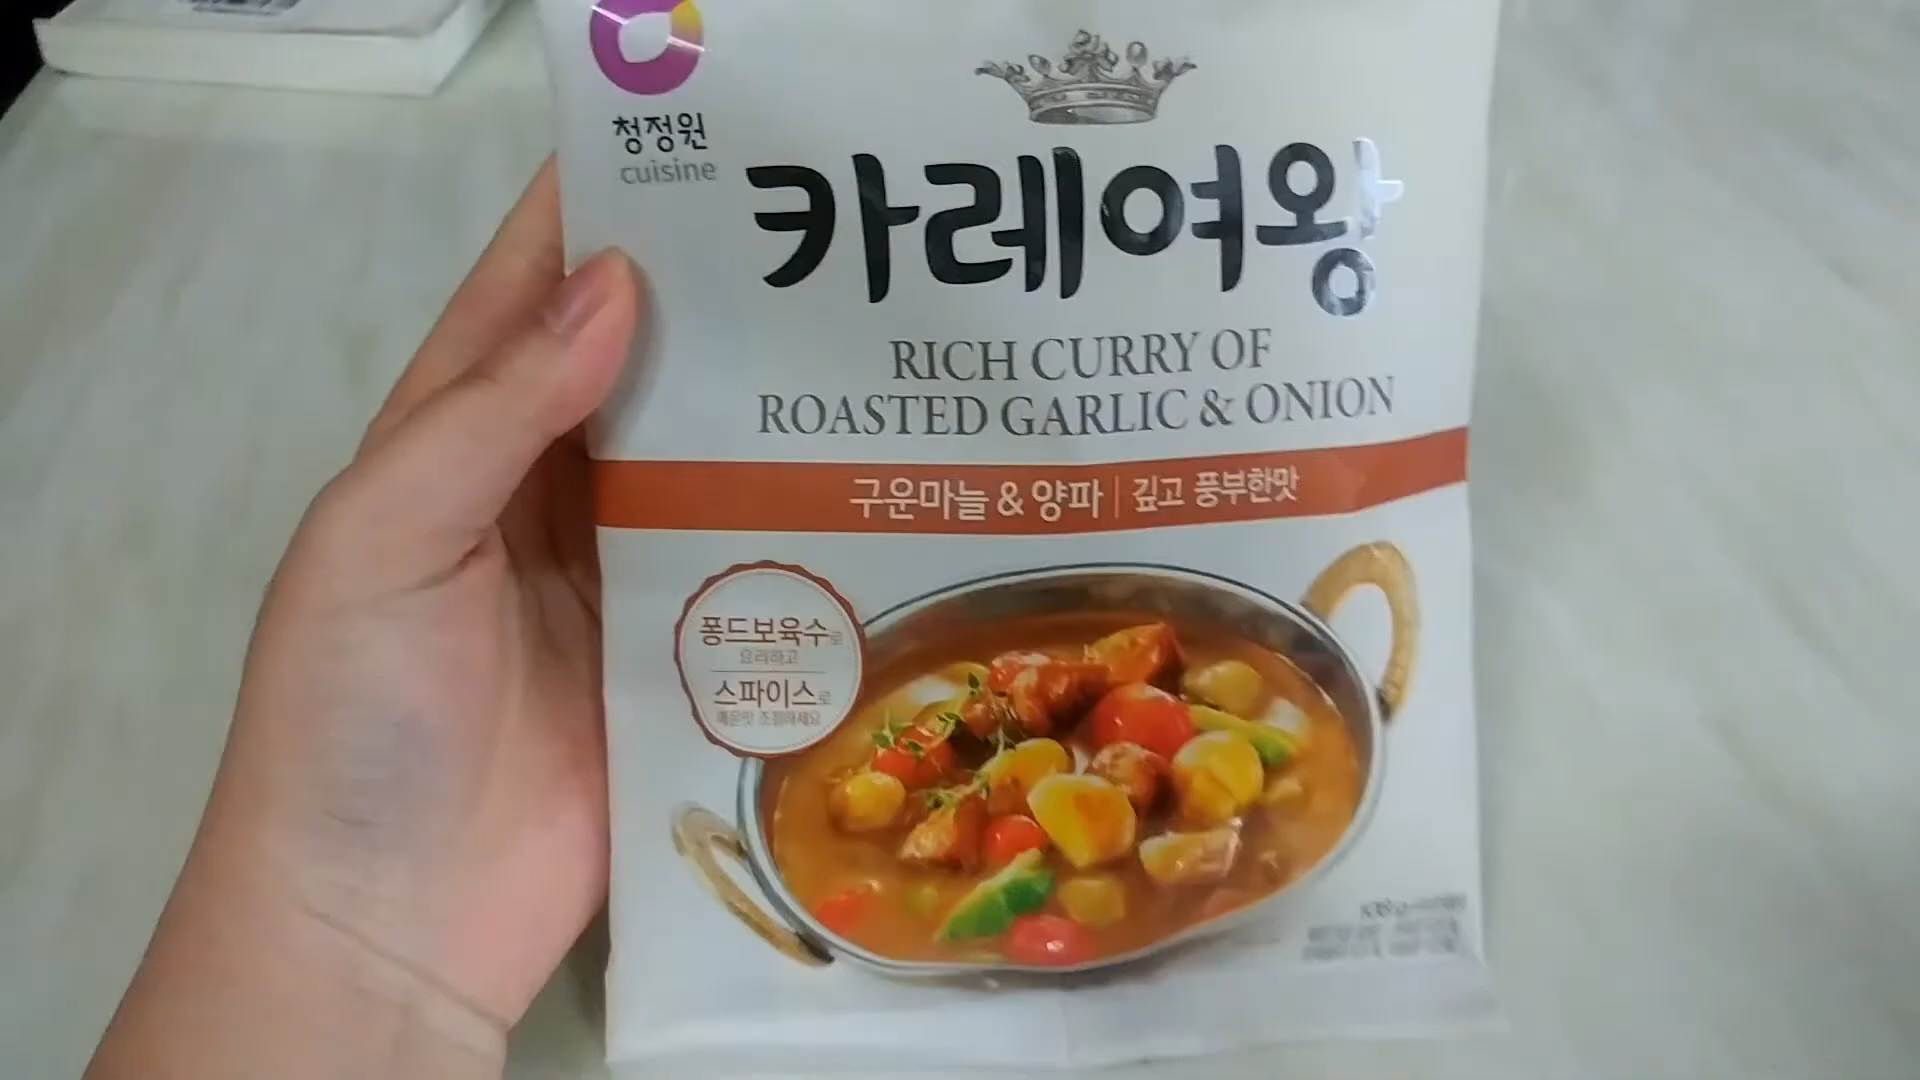 청정원
cuisine
카레여왕
RICH CURRY OF
ROASTED GARLIC & ONION
구운마늘 & 양파 | 깊고 풍부한맛
퐁드보육수로
요리하고
스파이스로
매운맛 조절하세요